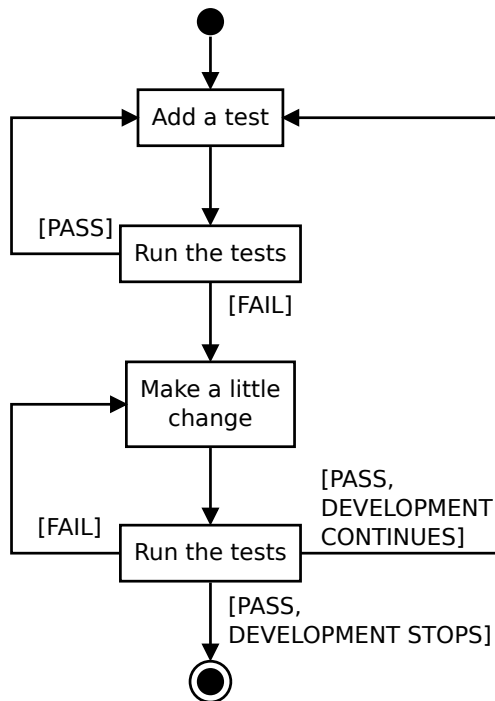 Add a test
[PASS]
Run the tests
[FAIL]
Make a little
change
[PASS,
DEVELOPMENT
CONTINUES]
[FAIL]
Run the tests
[PASS,
DEVELOPMENT STOPS]